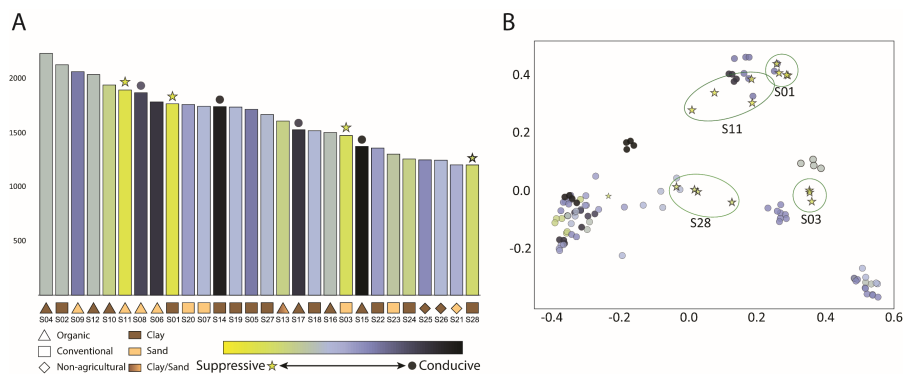 A
2000
1500
1000
500
S04 S02 S09 S12 S10 S11 S08 S06 S01 S20 S07 S14 S19 S05 S27 S13 S17 S18 S16 S03 S15 S22 S23 S24 S25 S26 S21 S28
Organic
Conventional
Non-agricultural
Clay
Sand
Clay/Sand
Suppressive Conducive
B
0.4
0.2
0.0
-0.2
S01
S11
S28
S03
-0.4 -0.2 0.0 0.2 0.4 0.6